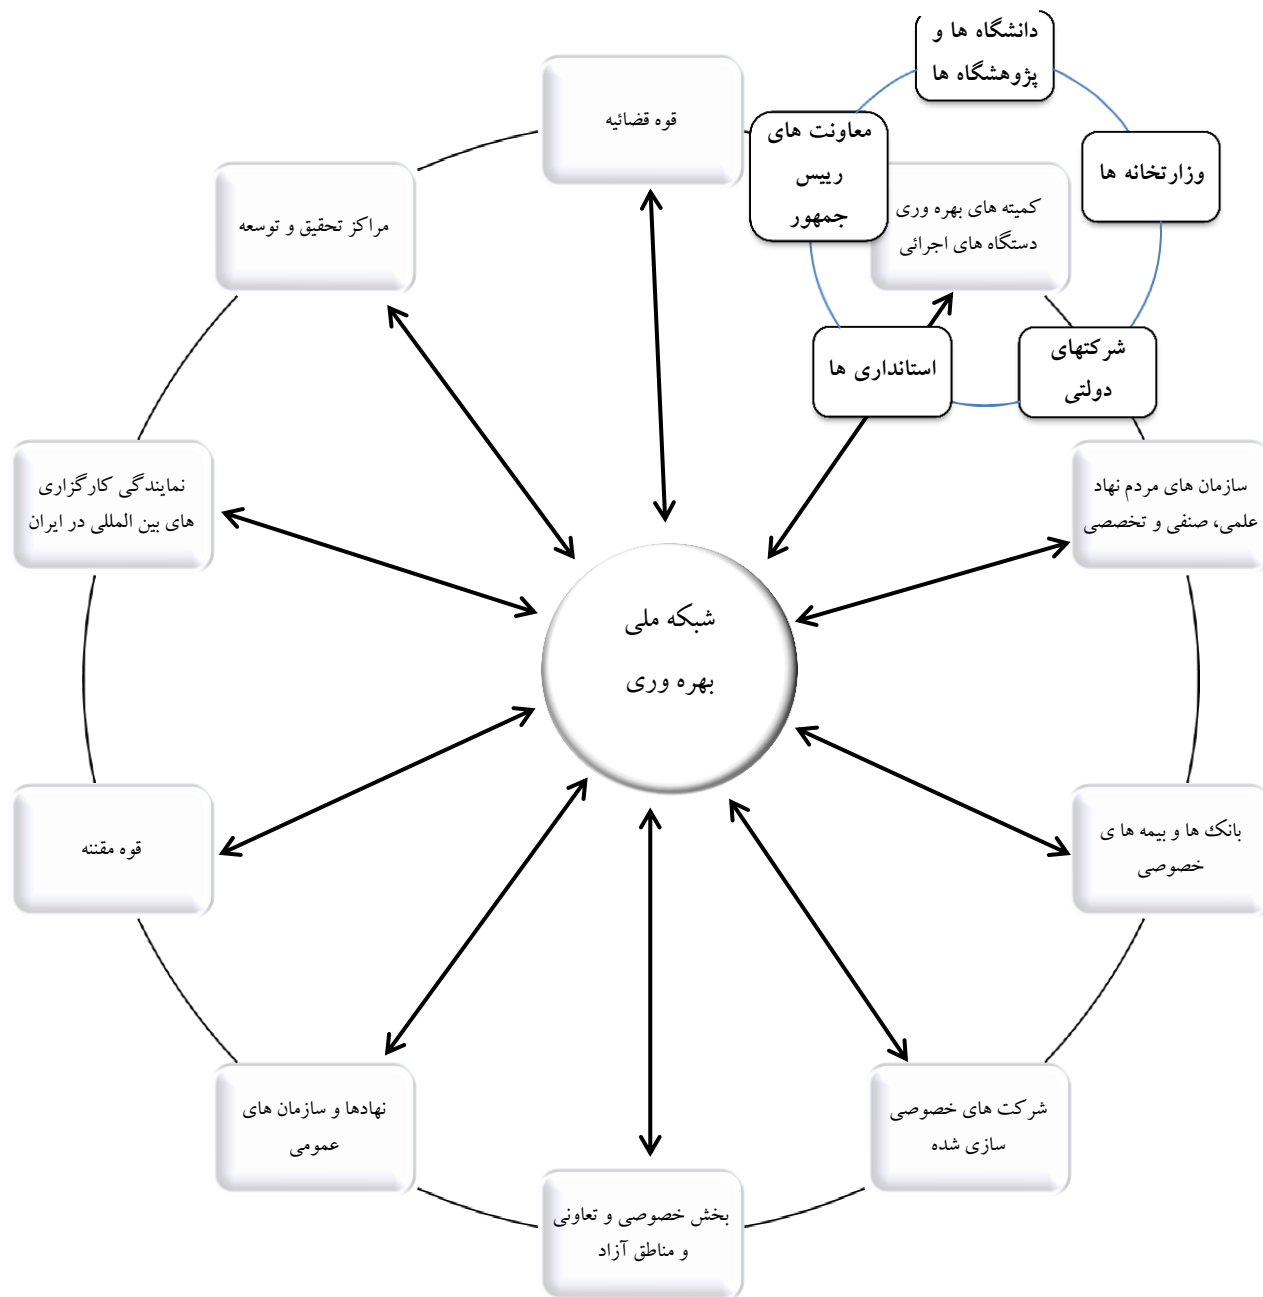 دانشگاه ها و
پژوهشگاه ها
معاونت های
رییس
جمهور
وزارتخانه ها
استانداری ها
شرکتهای
دولتی
کمیته های بهره وری
دستگاه های اجرائی
قوه قضائیه
مراکز تحقیق و توسعه
نمایندگی کارگزاری
های بین المللی در ایران
سازمان های مردم نهاد
علمی، صنفی و تخصصی
شبکه ملی
بهره وری
قوه مقننه
بانک ها و بیمه ها ی
خصوصی
نهادها و سازمان های
عمومی
شرکت های خصوصی
سازی شده
بخش خصوصی و تعاونی
و مناطق آزاد